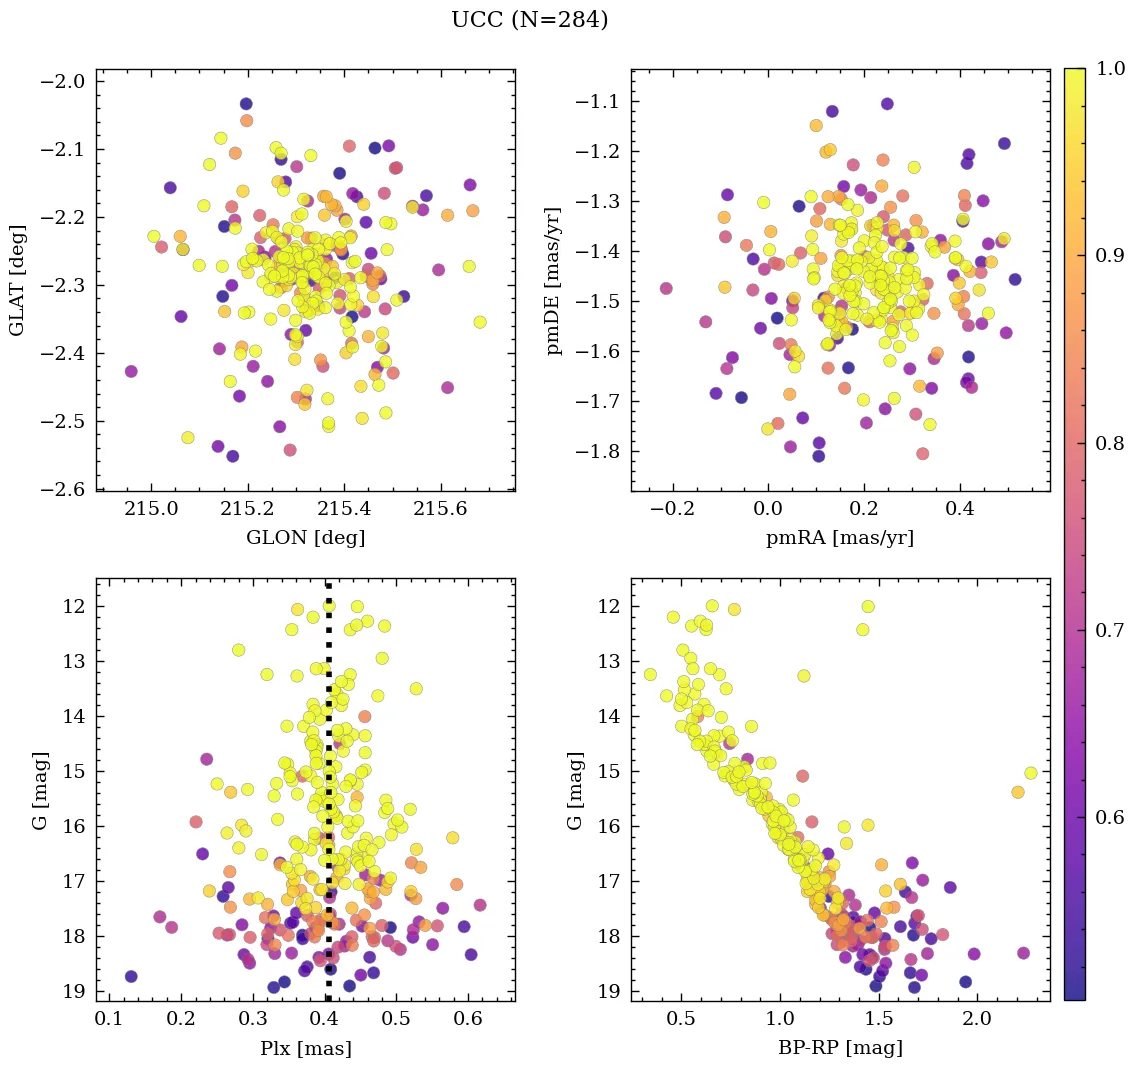 UCC (N=284)
−2.0
−2.1
−2.2
−2.3
−2.4
−2.5
−2.6
GLAT [deg]
215.0 215.2 215.4 215.6
GLON [deg]
−1.1
−1.2
−1.3
−1.4
−1.5
−1.6
−1.7
−1.8
pmDE [mas/yr]
−0.2 0.0 0.2 0.4
pmRA [mas/yr]
1.0
0.9
0.8
0.7
0.6
12
13
14
15
16
17
18
19
G [mag]
0.1 0.2 0.3 0.4 0.5 0.6
Plx [mas]
12
13
14
15
16
17
18
19
G [mag]
0.5 1.0 1.5 2.0
BP-RP [mag]